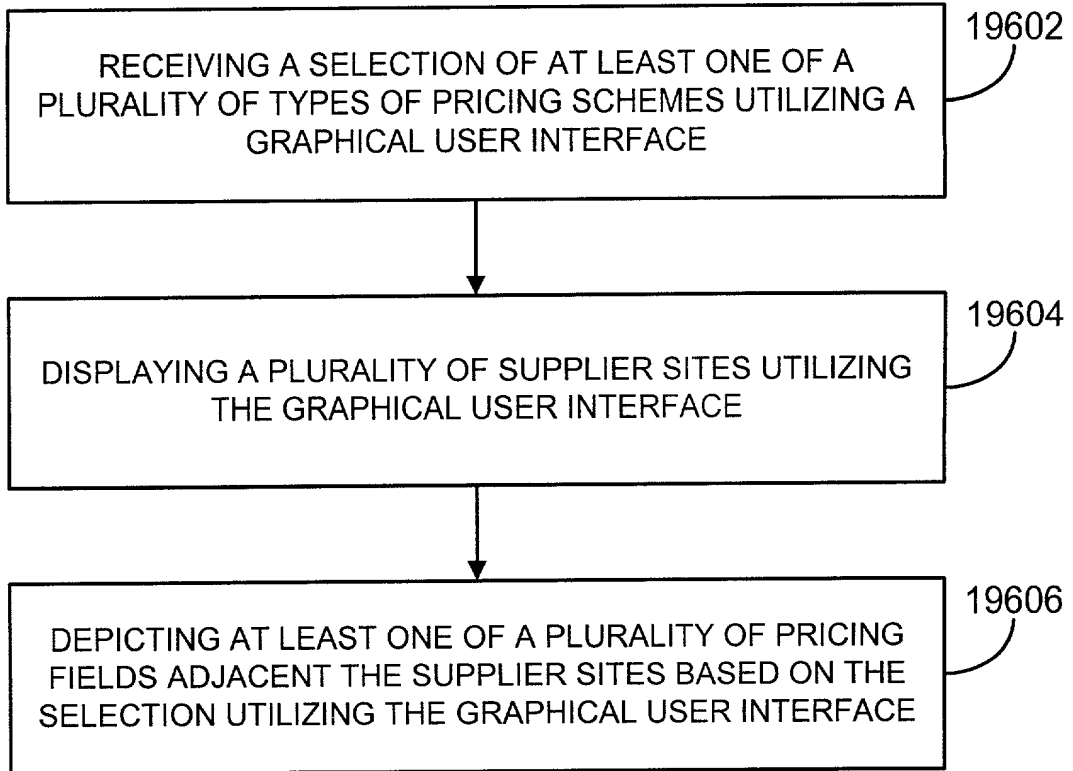 19602
RECEIVING A SELECTION OF AT LEAST ONE OF A
PLURALITY OF TYPES OF PRICING SCHEMES UTILIZING A
GRAPHICAL USER INTERFACE
19604
DISPLAYING A PLURALITY OF SUPPLIER SITES UTILIZING
THE GRAPHICAL USER INTERFACE
19606
DEPICTING AT LEAST ONE OF A PLURALITY OF PRICING
FIELDS ADJACENT THE SUPPLIER SITES BASED ON THE
SELECTION UTILIZING THE GRAPHICAL USER INTERFACE